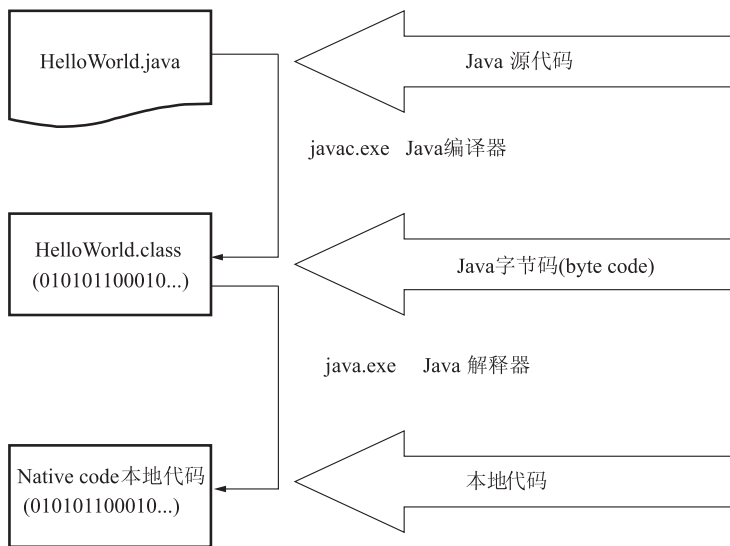 HelloWorld.java
Java 源代码
javac.exe Java编译器
HelloWorld.class
(010101100010...)
Java字节码(byte code)
java.exe Java 解释器
Native code本地代码
(010101100010...)
本地代码